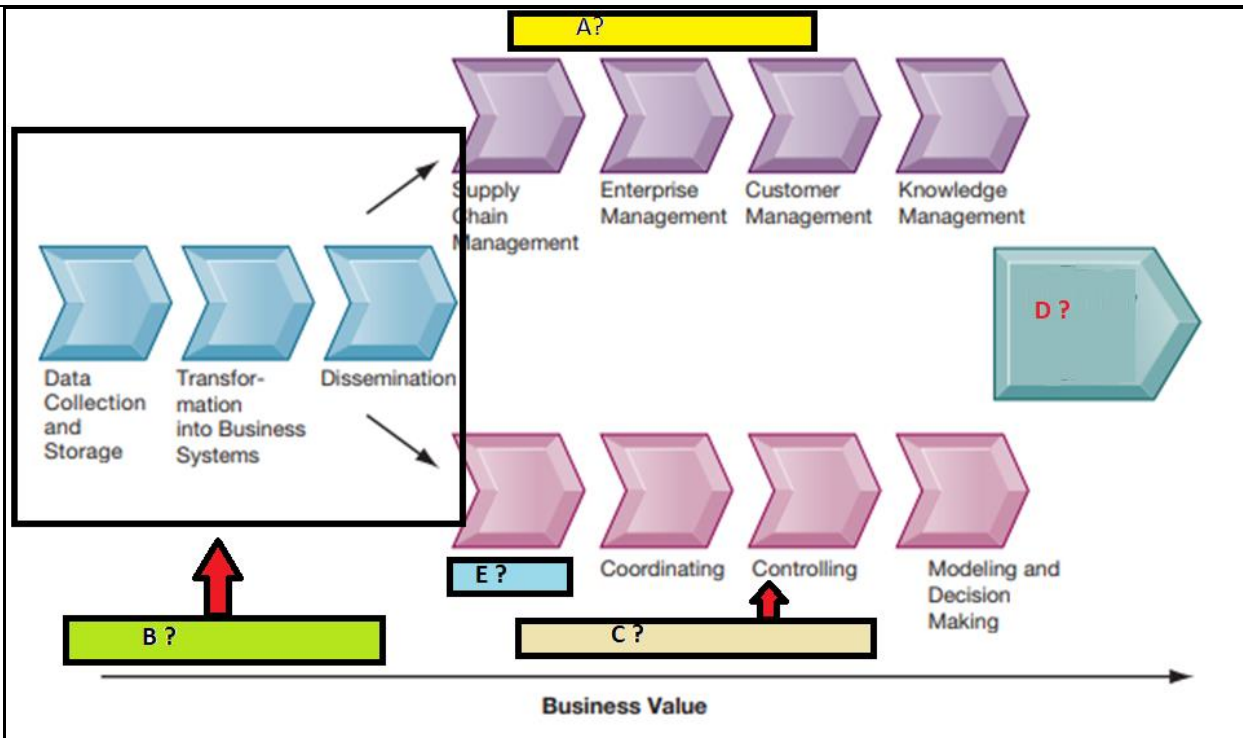 A?
Supply
Chain
Management
Enterprise
Management
Customer
Management
Knowledge
Management
Data
Collection
and
Storage
Transfor-
mation
into Business
Systems
Dissemination
D ?
E ?
Coordinating
Controlling
Modeling and
Decision
Making
B ?
C ?
Business Value